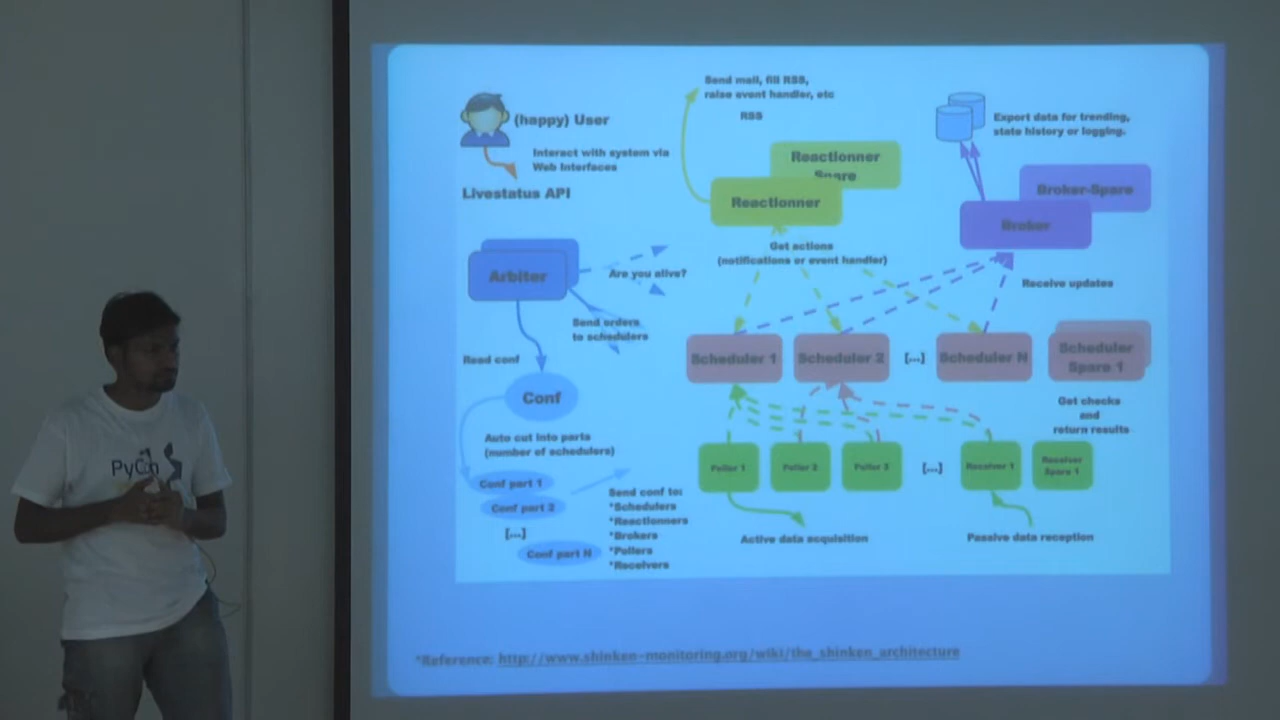 Send mail, fill RSS,
raise event handler, etc
RSS
(happy) User
Interact with system via
Web Interfaces
Livestatus API
Export data for trending,
state history or logging.
Reactionner
Spare
Reactionner
Broker-Spare
Broker
Get actions
(notifications or event handler)
Arbiter
Are you alive?
Receive updates
Send orders
to schedulers
Read conf
Scheduler 1
Scheduler 2
[...]
Scheduler N
Scheduler
Spare 1
Conf
Get checks
and
return results
Auto cut into parts
(number of schedulers)
PyCon
Poller 1
Poller 2
Poller 3
[...]
Receiver 1
Receiver
Spare 1
Conf part 1
Conf part 2
[...]
Conf part N
Send conf to:
*Schedulers
*Reactionners
*Brokers
*Pollers
*Receivers
Active data acquisition
Passive data reception
*Reference: http://www.shinken-monitoring.org/wiki/the_shinken_architecture